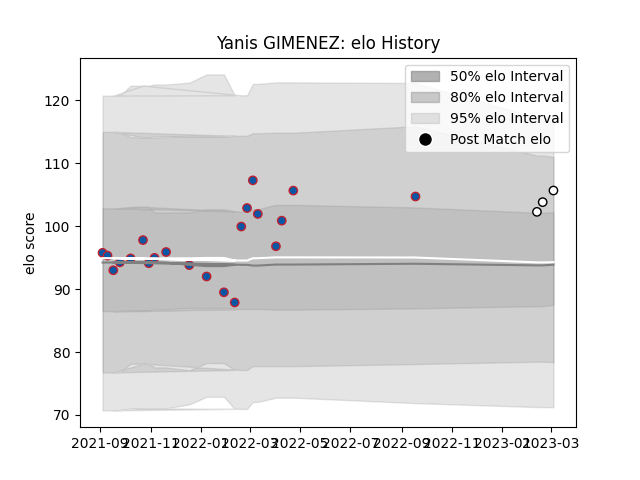 Yanis GIMENEZ: elo History
elo score
120
110
100
90
80
70
50% elo Interval
80% elo Interval
95% elo Interval
Post Match elo
2021-09
2021-11
2022-01
2022-03
2022-05
2022-07
2022-09
2022-11
2023-01
2023-03